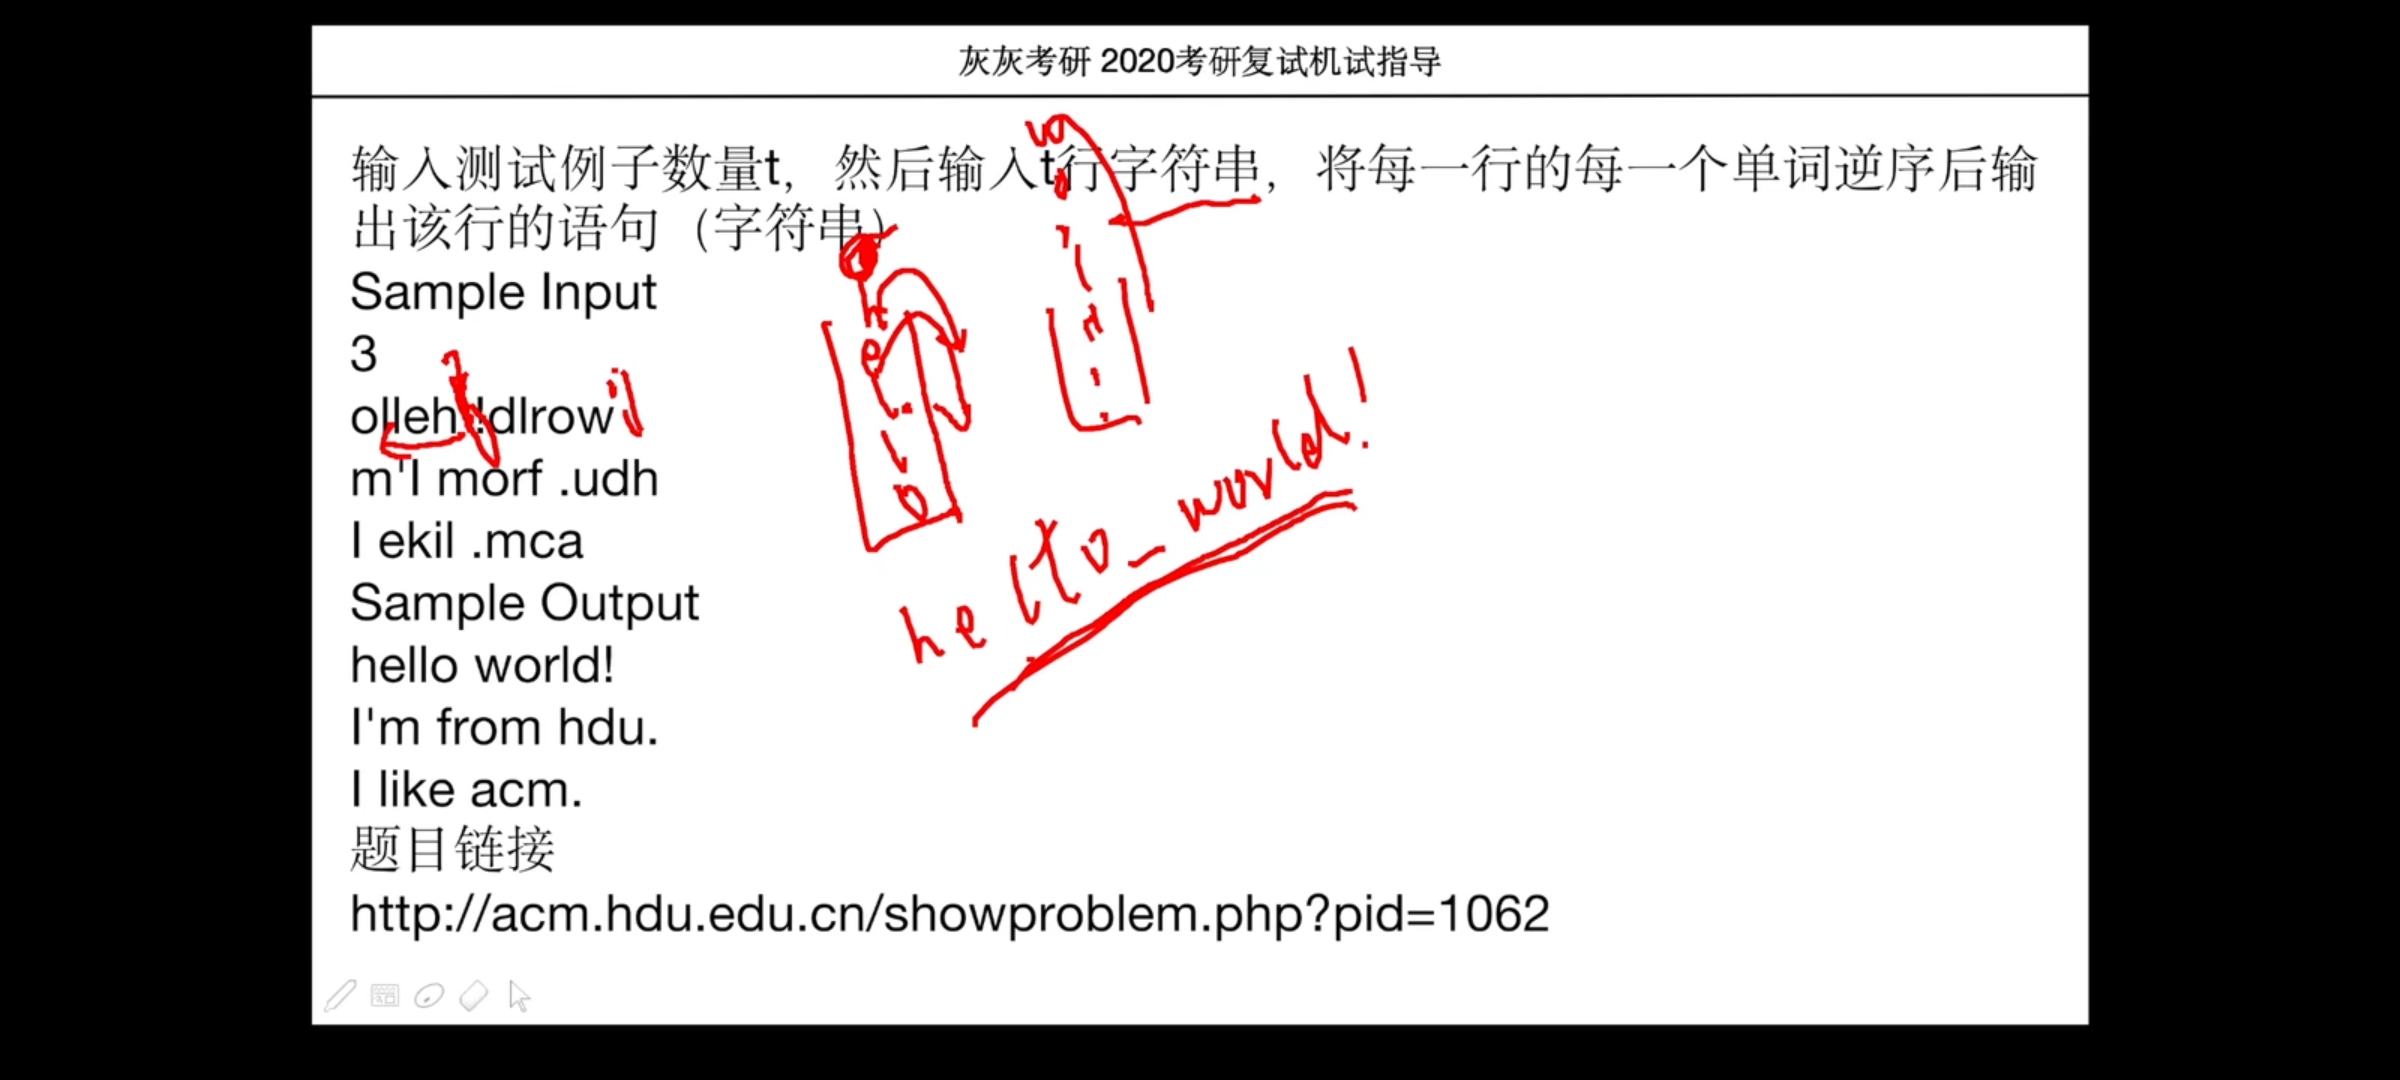 灰灰考研 2020考研复试机试指导
输入测试例子数量t，然后输入t行字符串，将每一行的每一个单词逆序后输
出该行的语句（字符串）
Sample Input
3
olleh !dlrow
m'I morf .udh
I ekil .mca
Sample Output
hello world!
I'm from hdu.
I like acm.
题目链接
http://acm.hdu.edu.cn/showproblem.php?pid=1062
hello_world!